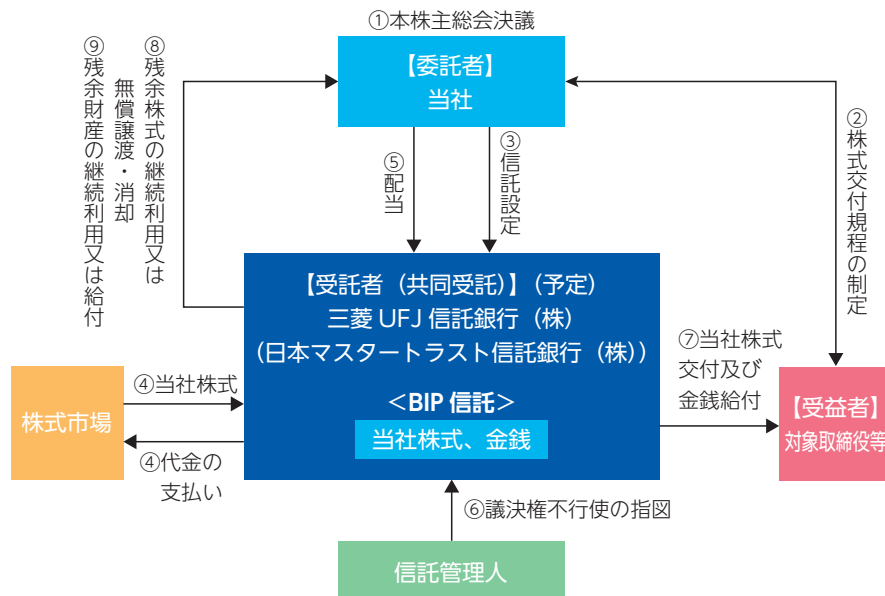 ①本株主総会決議
【委託者】
当社
⑨残余財産の継続利用又は給付
⑧残余株式の継続利用又は
無償譲渡・消却
⑤配当
③信託設定
②株式交付規程の制定
【受託者（共同受託）】（予定）
三菱UFJ信託銀行（株）
（日本マスタートラスト信託銀行（株））
＜BIP信託＞
当社株式、金銭
株式市場
④当社株式
④代金の
支払い
⑦当社株式
交付及び
金銭給付
【受益者】
対象取締役等
⑥議決権不行使の指図
信託管理人